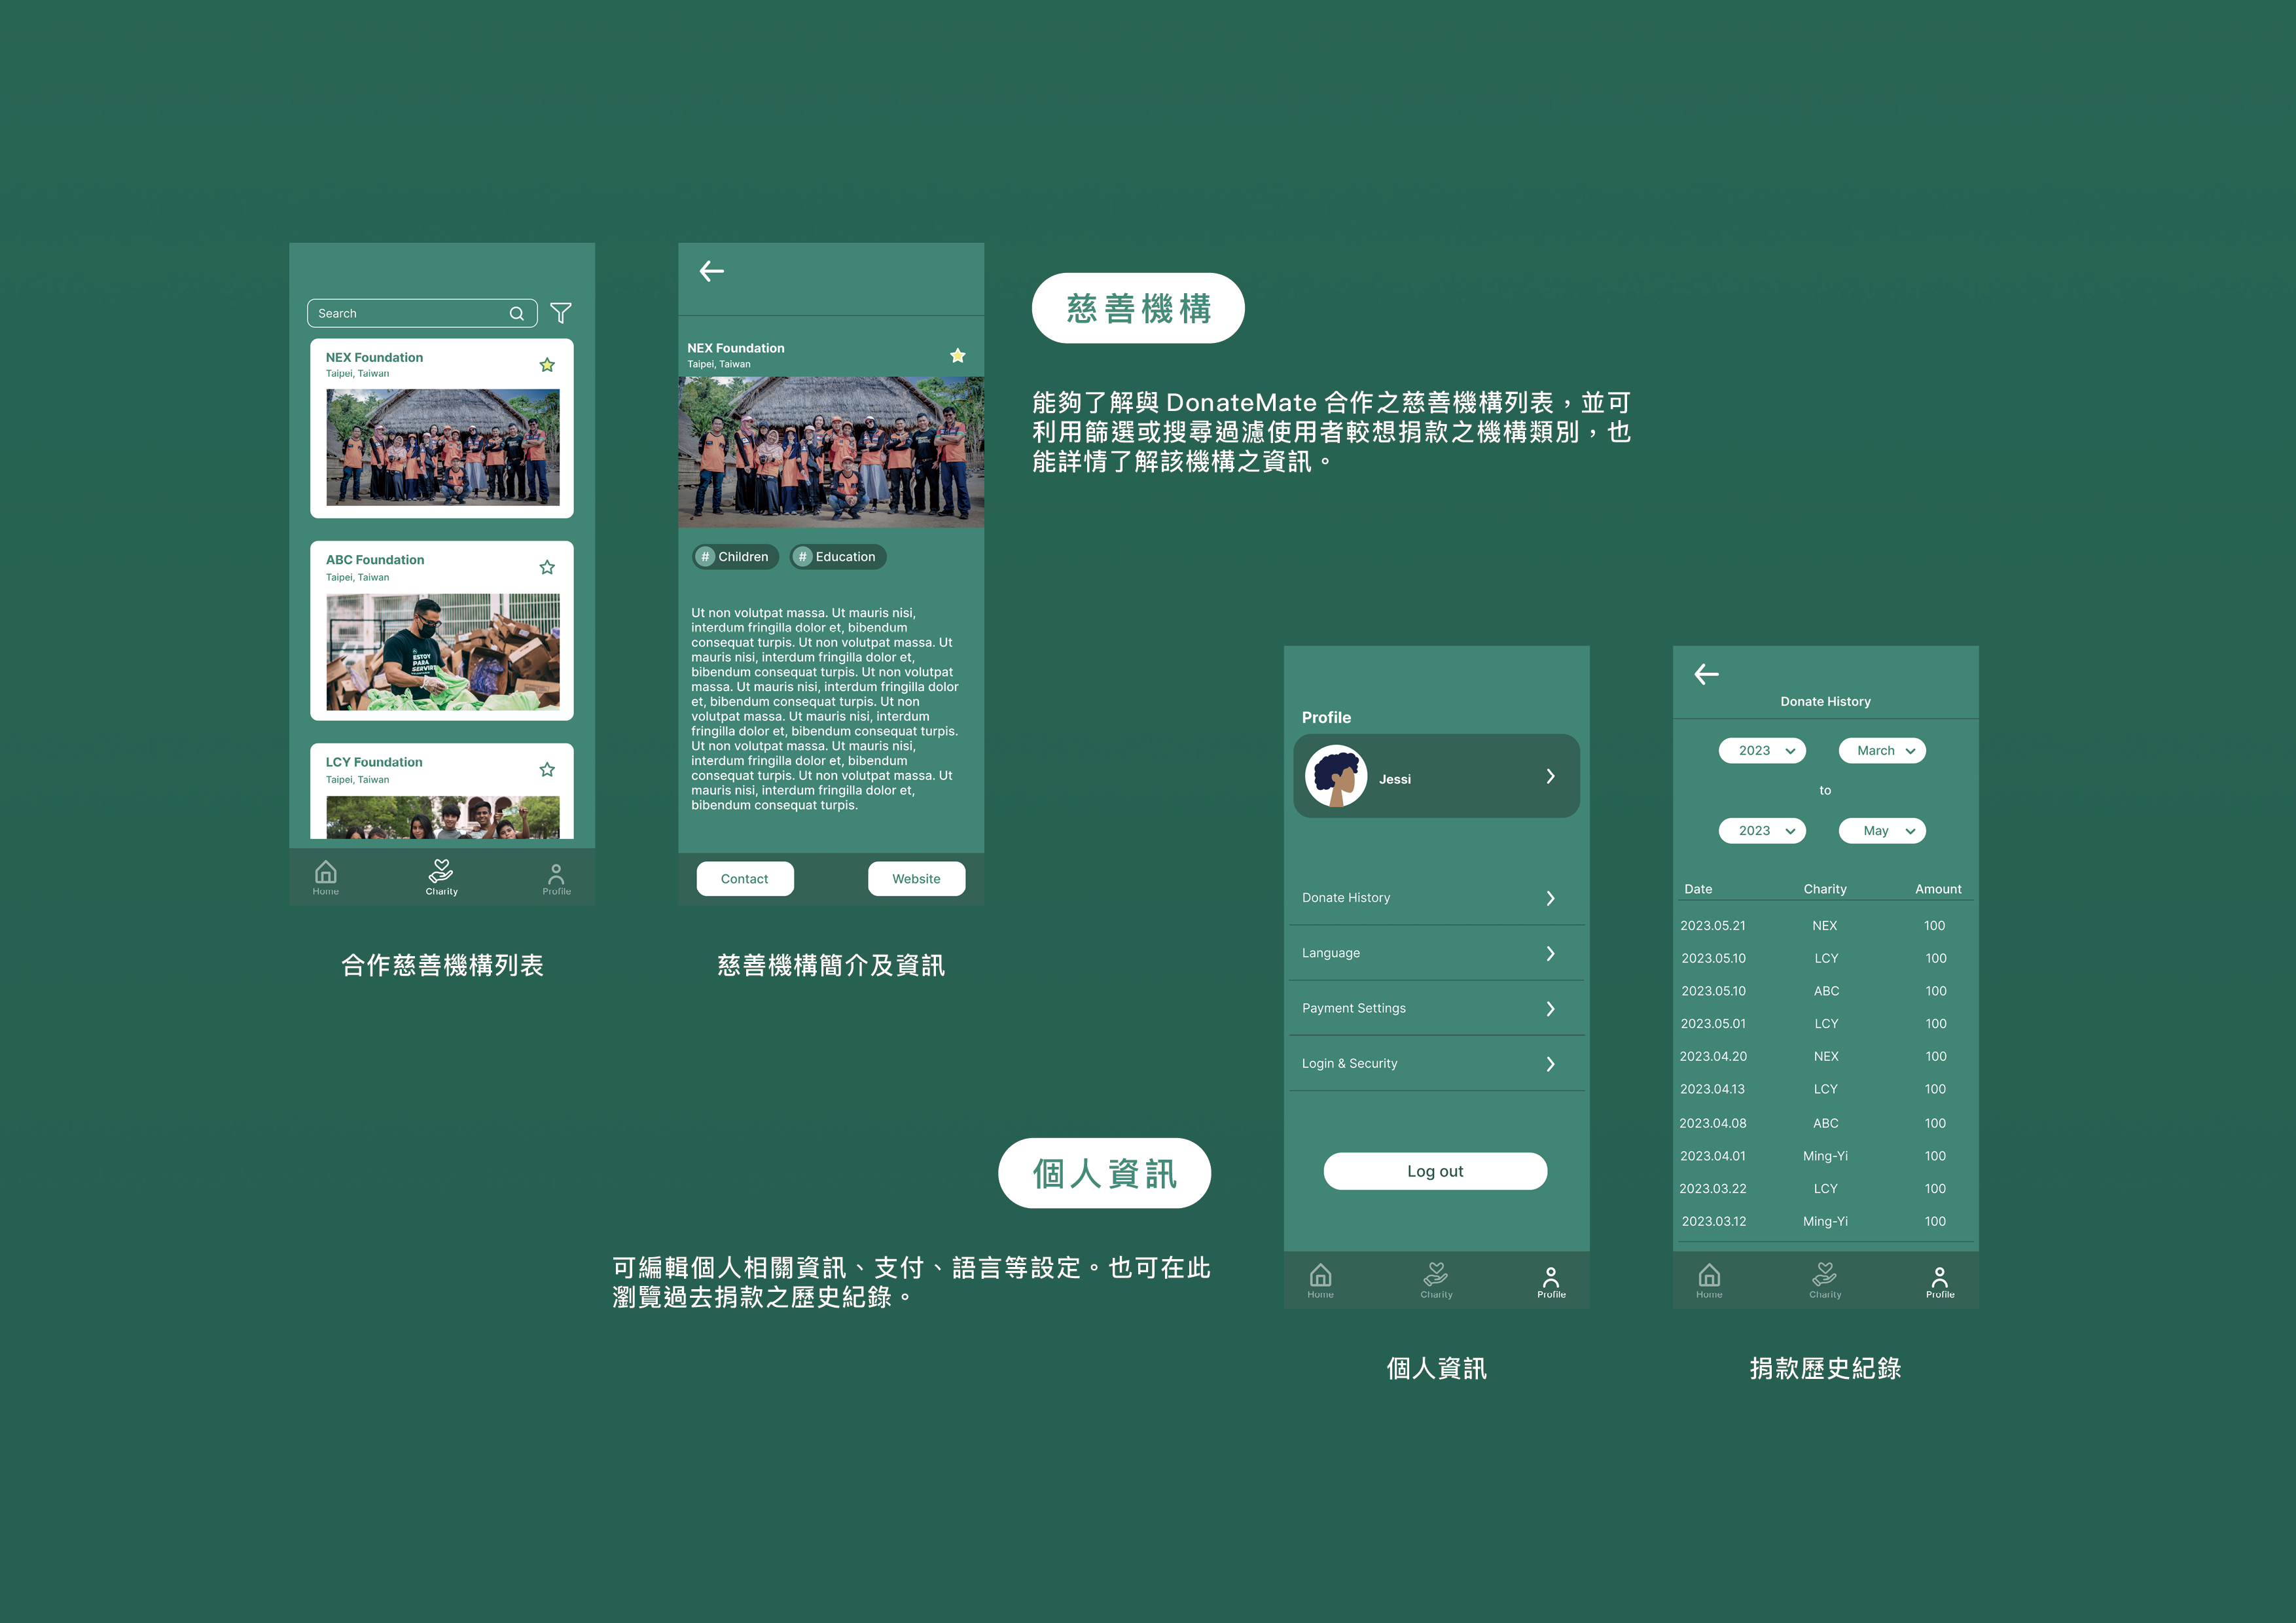 Search
NEX Foundation
Taipei, Taiwan
ABC Foundation
Taipei, Taiwan
ESTOY
PARA
SERVIR
LCY Foundation
Taipei, Taiwan
Home
Charity
Profile
合作慈善機構列表
NEX Foundation
Taipei, Taiwan
# Children # Education
Ut non volutpat massa. Ut mauris nisi,
interdum fringilla dolor et, bibendum
consequat turpis. Ut non volutpat massa. Ut
mauris nisi, interdum fringilla dolor et,
bibendum consequat turpis. Ut non volutpat
massa. Ut mauris nisi, interdum fringilla dolor
et, bibendum consequat turpis. Ut non
volutpat massa. Ut mauris nisi, interdum
fringilla dolor et, bibendum consequat turpis.
Ut non volutpat massa. Ut mauris nisi,
interdum fringilla dolor et, bibendum
consequat turpis. Ut non volutpat massa. Ut
mauris nisi, interdum fringilla dolor et,
bibendum consequat turpis.
Contact Website
慈善機構簡介及資訊
慈善機構
能夠了解與 DonateMate 合作之慈善機構列表，並可
利用篩選或搜尋過濾使用者較想捐款之機構類別，也
能詳情了解該機構之資訊。
個人資訊
可編輯個人相關資訊、支付、語言等設定。也可在此
瀏覽過去捐款之歷史紀錄。
Profile
Jessi
Donate History
Language
Payment Settings
Login & Security
Log out
Home
Charity
Profile
個人資訊
Donate History
2023 March
to
2023 May
Date Charity Amount
2023.05.21 NEX 100
2023.05.10 LCY 100
2023.05.10 ABC 100
2023.05.01 LCY 100
2023.04.20 NEX 100
2023.04.13 LCY 100
2023.04.08 ABC 100
2023.04.01 Ming-Yi 100
2023.03.22 LCY 100
2023.03.12 Ming-Yi 100
Home
Charity
Profile
捐款歷史紀錄